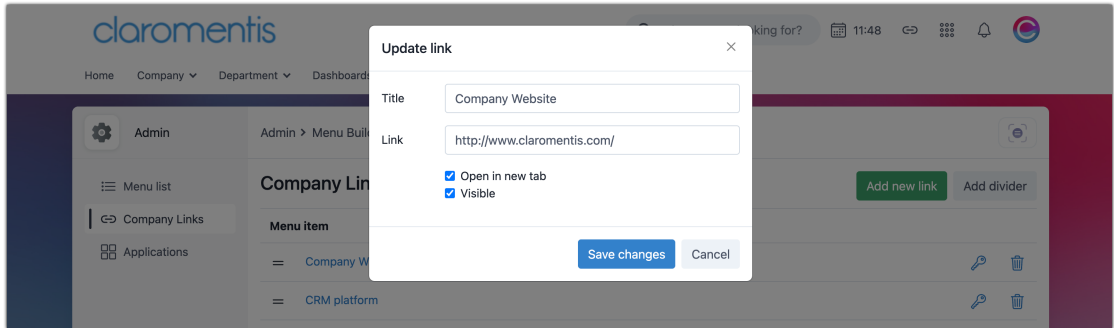 claromentis
king for?
11:48
Home Company Department Dashboards
Update link
Title Company Website
Link http://www.claromentis.com/
Open in new tab
Visible
Save changes Cancel
Admin
Admin > Menu Buil
Menu list
Company Links
Applications
Company Lin
Add new link Add divider
Menu item
Company W
CRM platform